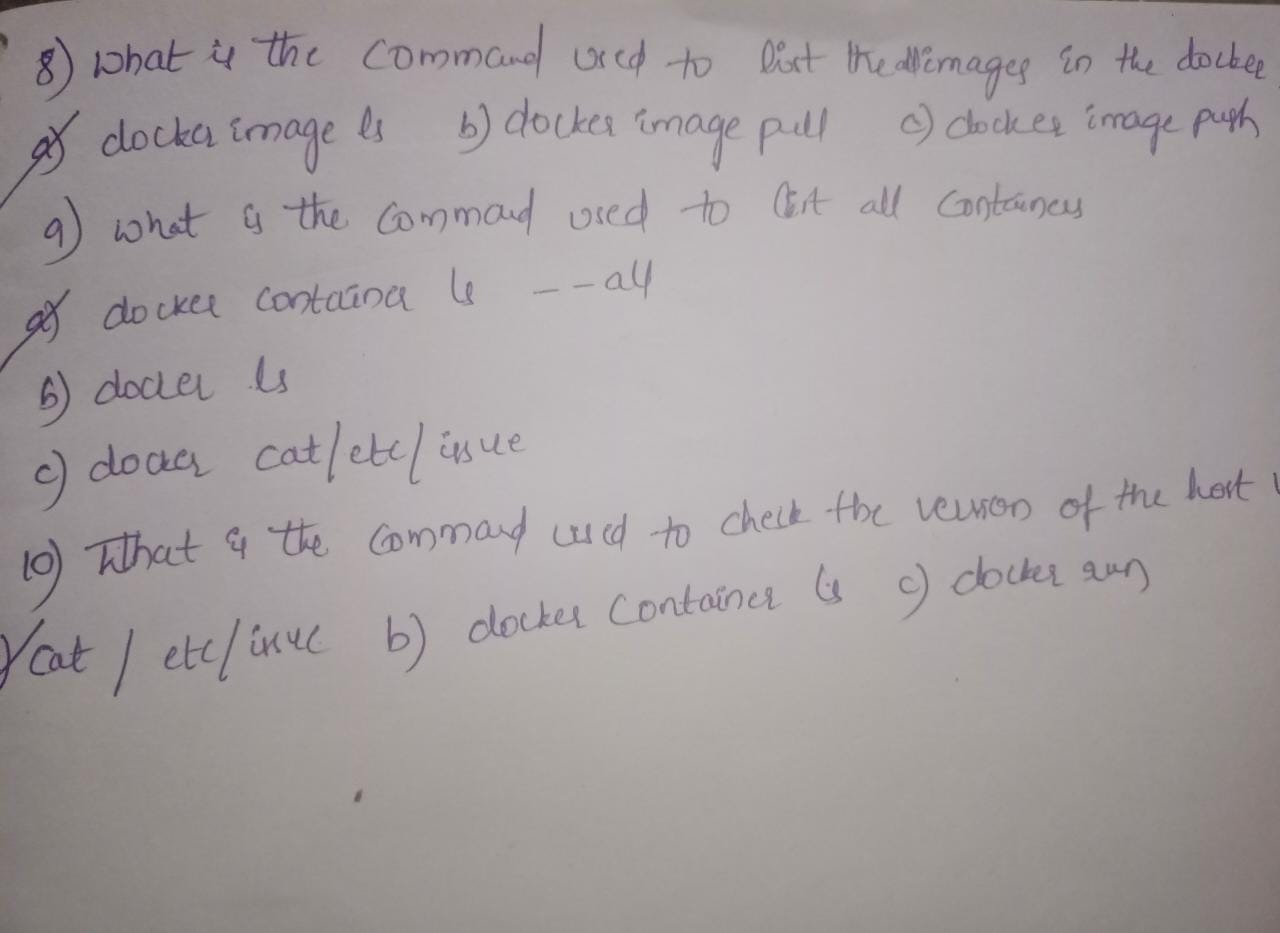 8) What is the command used to list the all images in the docker
a) docker image ls b) docker image pull c) docker image push
9) what is the command used to list all containers
a) docker container ls --all
b) docker ls
c) docker cat/etc/issue
10) What is the command used to check the version of the host
cat / etc/issue b) docker container ls c) docker run